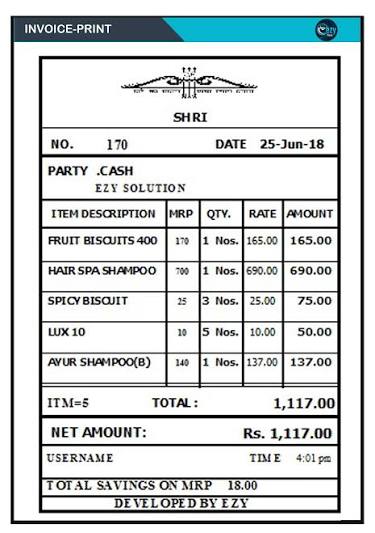 INVOICE-PRINT
SHRI
NO. 170 DATE 25-Jun-18
PARTY .CASH
EZY SOLUTION
ITEM DESCRIPTION MRP QTY. RATE AMOUNT
FRUIT BISCUITS 400 170 1 Nos. 165.00 165.00
HAIR SPA SHAMPOO 700 1 Nos. 690.00 690.00
SPICY BISCUIT 25 3 Nos. 25.00 75.00
LUX 10 10 5 Nos. 10.00 50.00
AYUR SHAMPOO(B) 140 1 Nos. 137.00 137.00
ITM=5 TOTAL : 1,117.00
NET AMOUNT: Rs. 1,117.00
USERNAME TIME 4:01 pm
TOTAL SAVINGS ON MRP 18.00
DEVELOPED BY EZY